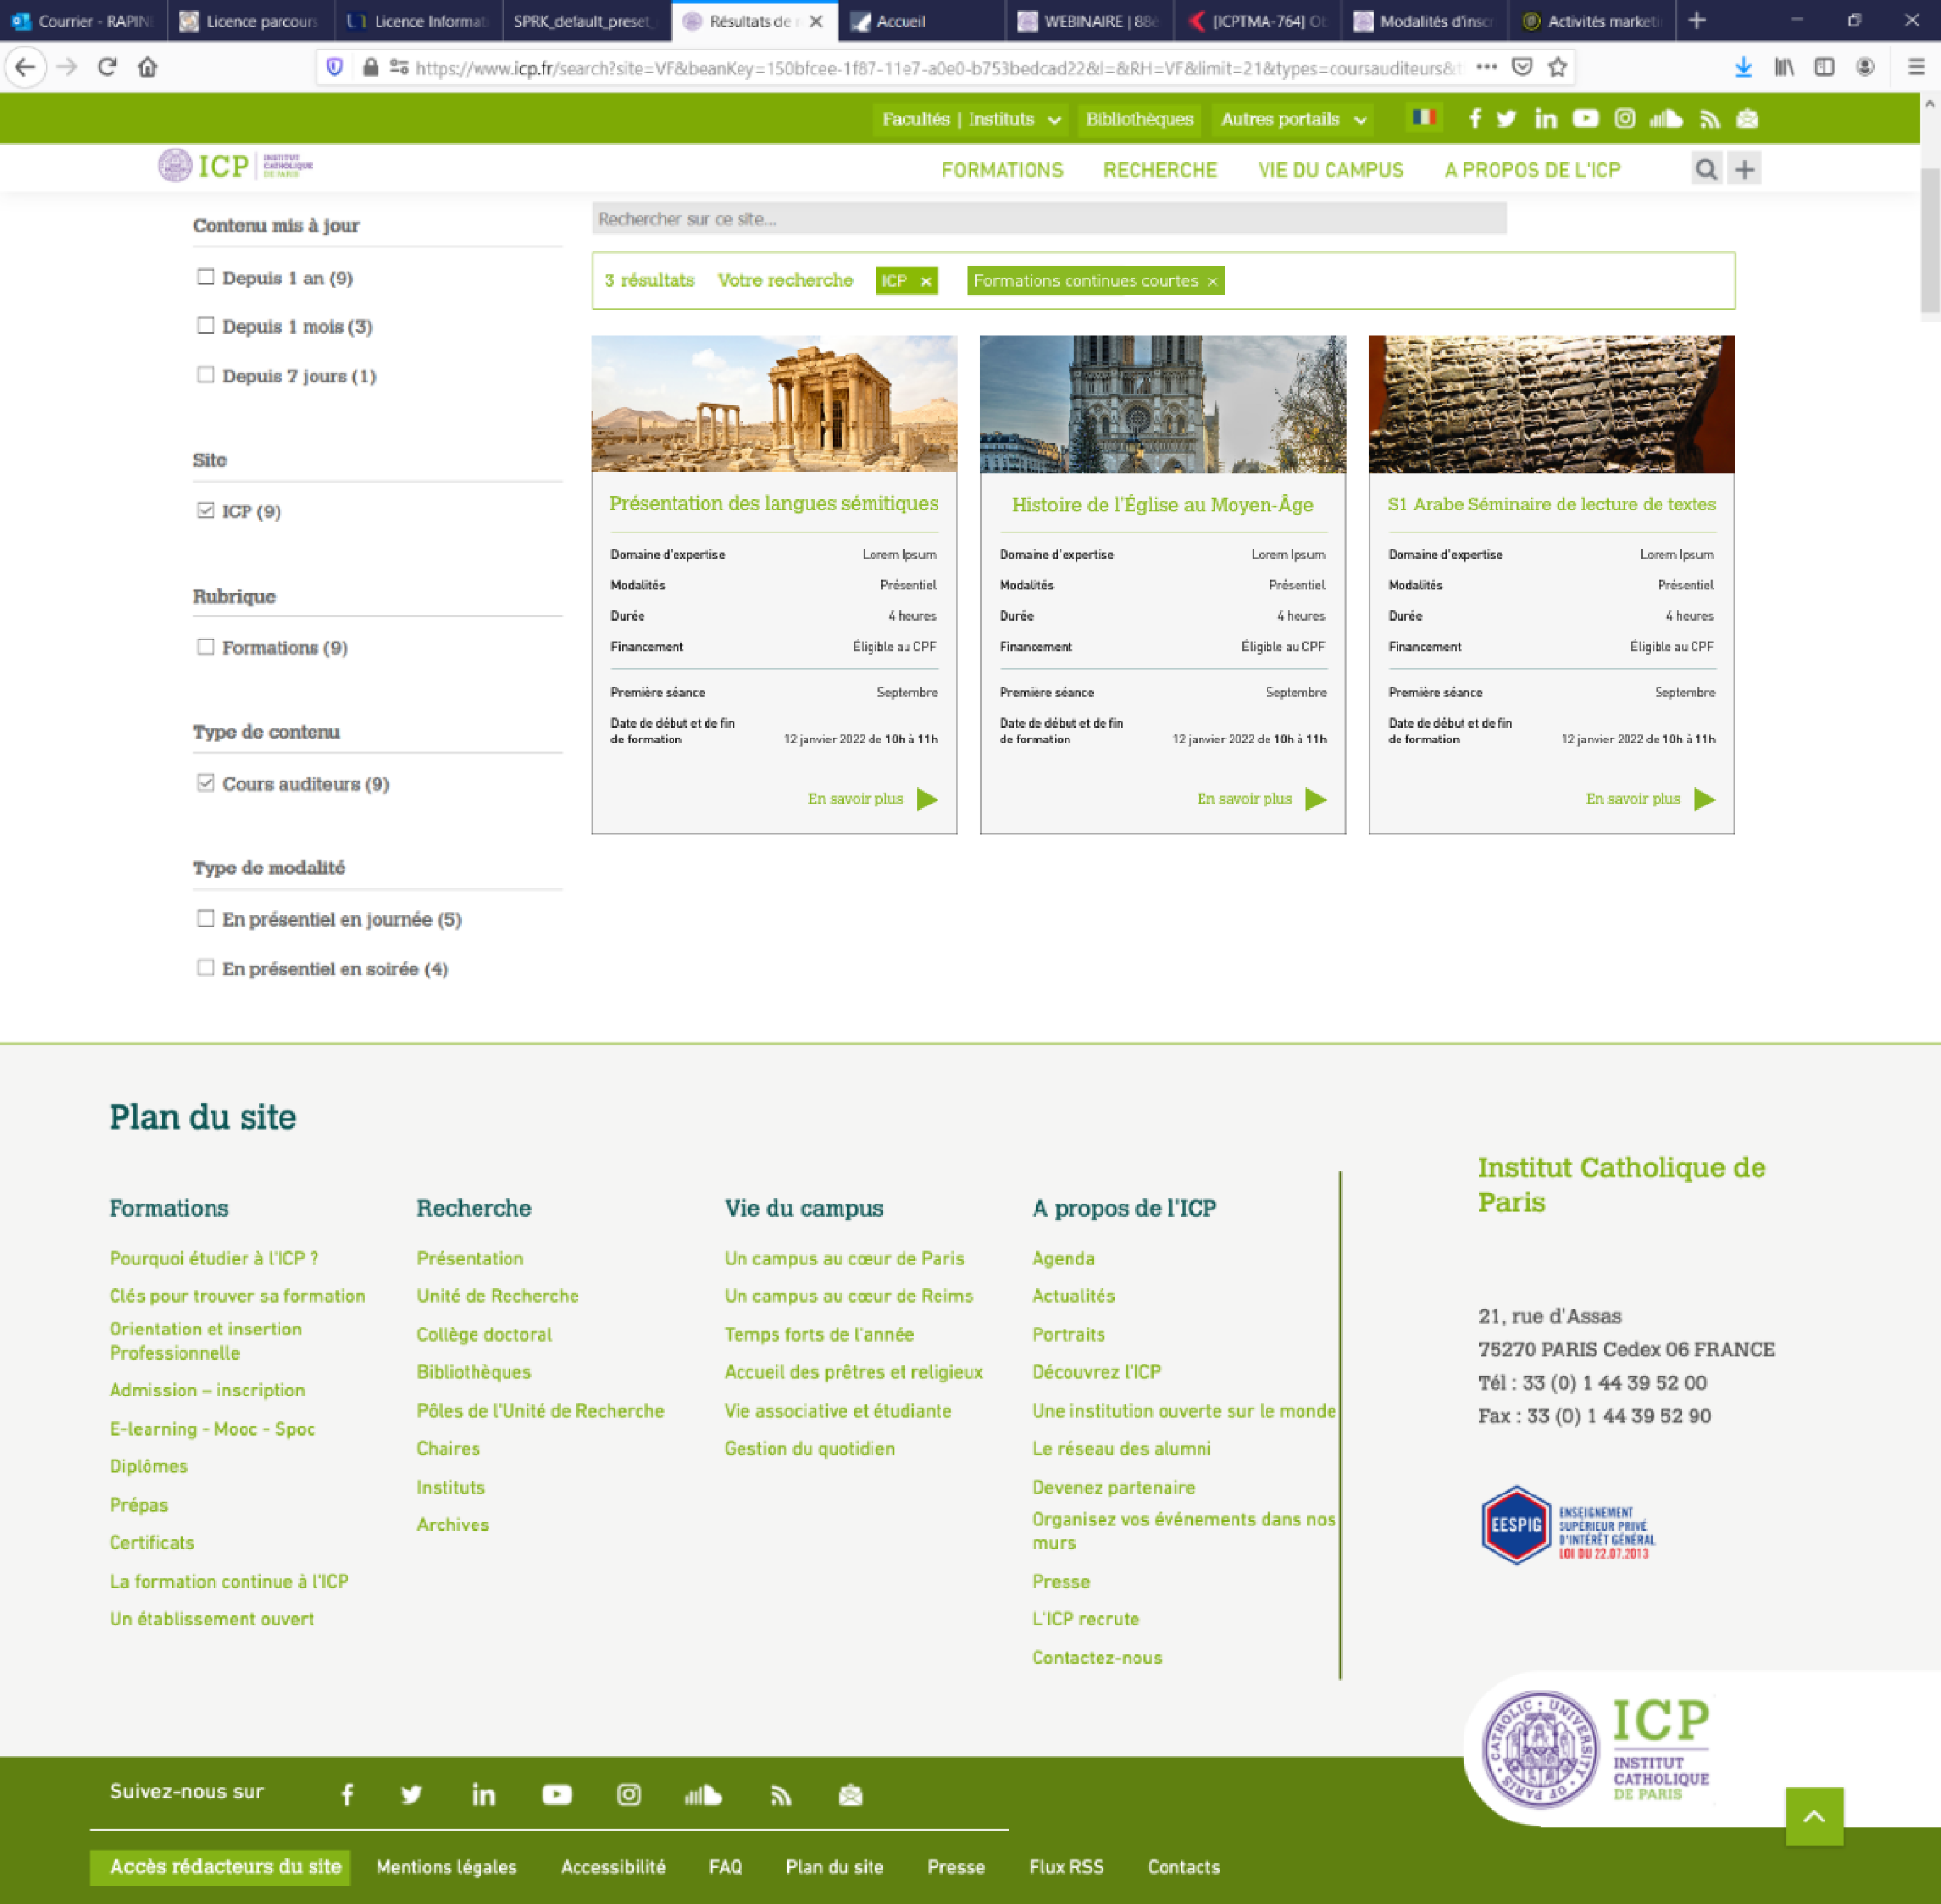 Courrier - RAPIN
Licence parcours
Licence Informat
SPRK_default_preset_
Résultats de
Accueil
WEBINAIRE | 88
[ICPTMA-764]
Modalités d'insc
Activités market
https://www.icp.fr/search?site=VF&beanKey=150bfcee-1f87-11e7-a0e0-b753bedcad22&l=&RH=VF&limit=21&types=coursauditeurs&
Facultés | Instituts
Bibliothèques
Autres portails
ICP INSTITUT CATHOLIQUE DE PARIS
FORMATIONS
RECHERCHE
VIE DU CAMPUS
A PROPOS DE L'ICP
Contenu mis à jour
Depuis 1 an (9)
Depuis 1 mois (3)
Depuis 7 jours (1)
Site
ICP (9)
Rubrique
Formations (9)
Type de contenu
Cours auditeurs (9)
Type de modalité
En présentiel en journée (5)
En présentiel en soirée (4)
Rechercher sur ce site...
3 résultats Votre recherche ICP × Formations continues courtes ×
Présentation des langues sémitiques
Domaine d'expertise Lorem Ipsum
Modalités Présentiel
Durée 4 heures
Financement Éligible au CPF
Première séance Septembre
Date de début et de fin
de formation 12 janvier 2022 de 10h à 11h
En savoir plus
Histoire de l'Église au Moyen-Âge
Domaine d'expertise Lorem Ipsum
Modalités Présentiel
Durée 4 heures
Financement Éligible au CPF
Première séance Septembre
Date de début et de fin
de formation 12 janvier 2022 de 10h à 11h
En savoir plus
S1 Arabe Séminaire de lecture de textes
Domaine d'expertise Lorem Ipsum
Modalités Présentiel
Durée 4 heures
Financement Éligible au CPF
Première séance Septembre
Date de début et de fin
de formation 12 janvier 2022 de 10h à 11h
En savoir plus
Plan du site
Formations
Pourquoi étudier à l'ICP ?
Clés pour trouver sa formation
Orientation et insertion
Professionnelle
Admission – inscription
E-learning - Mooc - Spoc
Diplômes
Prépas
Certificats
La formation continue à l'ICP
Un établissement ouvert
Recherche
Présentation
Unité de Recherche
Collège doctoral
Bibliothèques
Pôles de l'Unité de Recherche
Chaires
Instituts
Archives
Vie du campus
Un campus au cœur de Paris
Un campus au cœur de Reims
Temps forts de l'année
Accueil des prêtres et religieux
Vie associative et étudiante
Gestion du quotidien
A propos de l'ICP
Agenda
Actualités
Portraits
Découvrez l'ICP
Une institution ouverte sur le monde
Le réseau des alumni
Devenez partenaire
Organisez vos événements dans nos
murs
Presse
L'ICP recrute
Contactez-nous
Institut Catholique de
Paris
21, rue d'Assas
75270 PARIS Cedex 06 FRANCE
Tél : 33 (0) 1 44 39 52 00
Fax : 33 (0) 1 44 39 52 90
EESPIG
ENSEIGNEMENT
SUPÉRIEUR PRIVÉ
D'INTÉRÊT GÉNÉRAL
LOI DU 22.07.2013
CATHOLIC · UNIVERSITY OF PARIS
ICP
INSTITUT
CATHOLIQUE
DE PARIS
Suivez-nous sur
Accès rédacteurs du site
Mentions légales
Accessibilité
FAQ
Plan du site
Presse
Flux RSS
Contacts